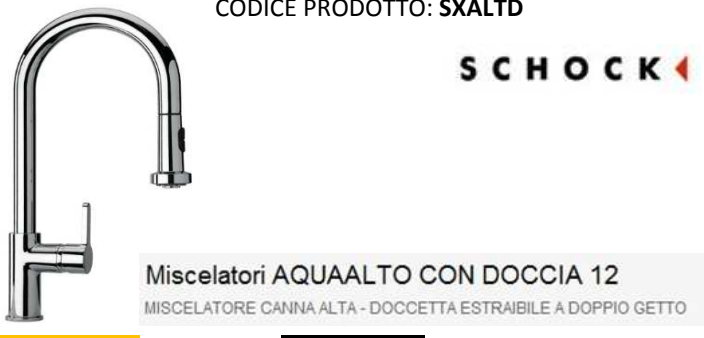 CODICE PRODOTTO: SXALTD
SCHOCK
Miscelatori AQUAALTO CON DOCCIA 12
MISCELATORE CANNA ALTA - DOCCETTA ESTRAIBILE A DOPPIO GETTO